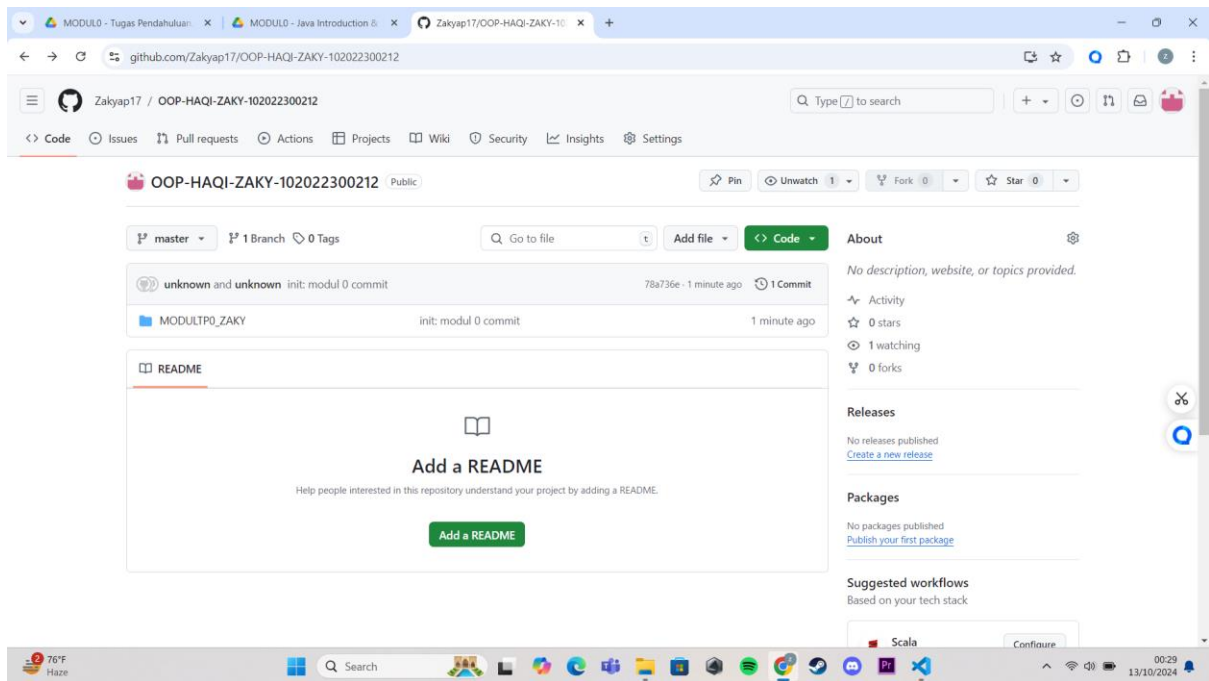 MODUL0 - Tugas Pendahuluan
MODUL0 - Java Introduction &
Zakyap17/OOP-HAQI-ZAKY-10
github.com/Zakyap17/OOP-HAQI-ZAKY-102022300212
Zakyap17 / OOP-HAQI-ZAKY-102022300212
Type / to search
Code Issues Pull requests Actions Projects Wiki Security Insights Settings
OOP-HAQI-ZAKY-102022300212 Public
Pin Unwatch 1 Fork 0 Star 0
master 1 Branch 0 Tags
Go to file t
Add file Code
unknown and unknown init: modul 0 commit
78a736e · 1 minute ago 1 Commit
MODULTP0_ZAKY init: modul 0 commit 1 minute ago
README
Add a README
Help people interested in this repository understand your project by adding a README.
Add a README
About
No description, website, or topics provided.
Activity
0 stars
1 watching
0 forks
Releases
No releases published
Create a new release
Packages
No packages published
Publish your first package
Suggested workflows
Based on your tech stack
Scala Configure
2
76°F
Haze
Search
Pr
00:29
13/10/2024